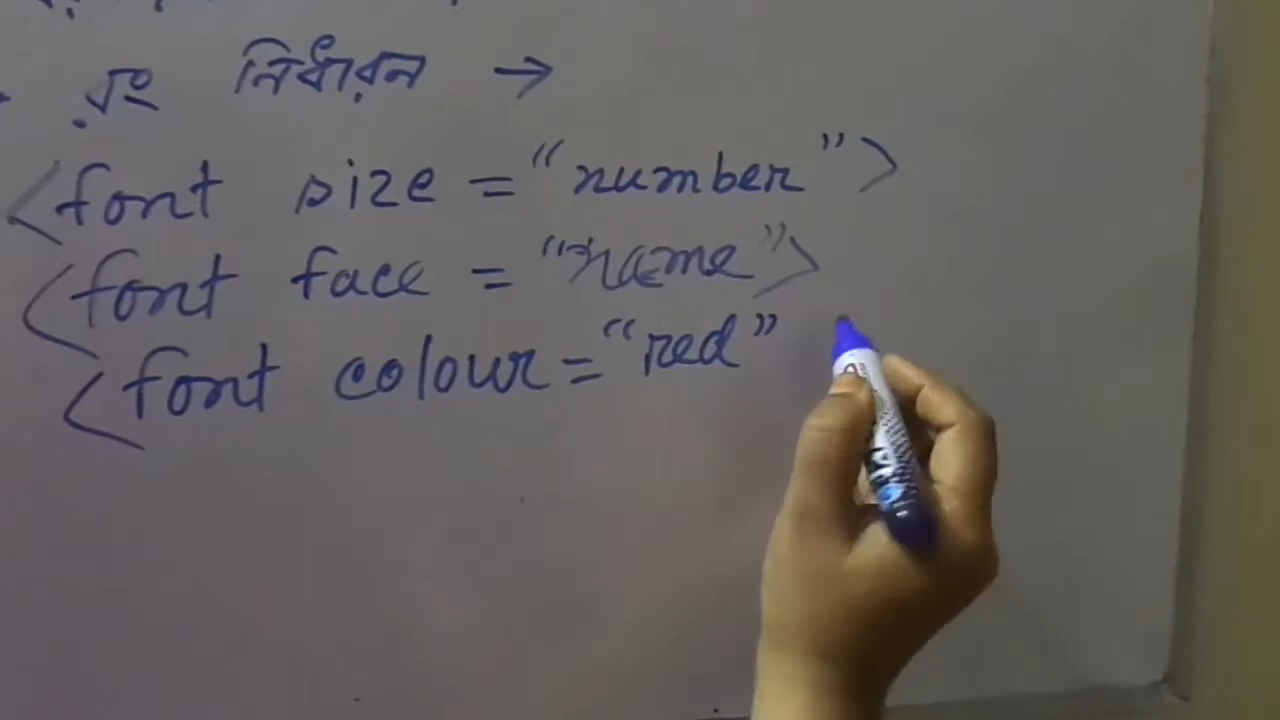 রং নির্ধারন →
<font size = “number”>
<font face = “name”>
<font colour = “red”